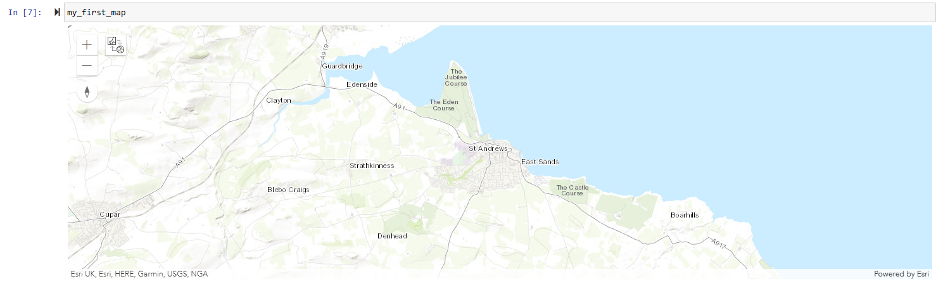 In [7]: my_first_map
A919
Guardbridge
The
Jubilee
Course
Edenside
Clayton
The Eden
Course
A91
St Andrews
A91
East Sands
Strathkinness
Blebo Craigs
The Castle
Course
Cupar
Boarhills
Denhead
A917
Esri UK, Esri, HERE, Garmin, USGS, NGA
Powered by Esri